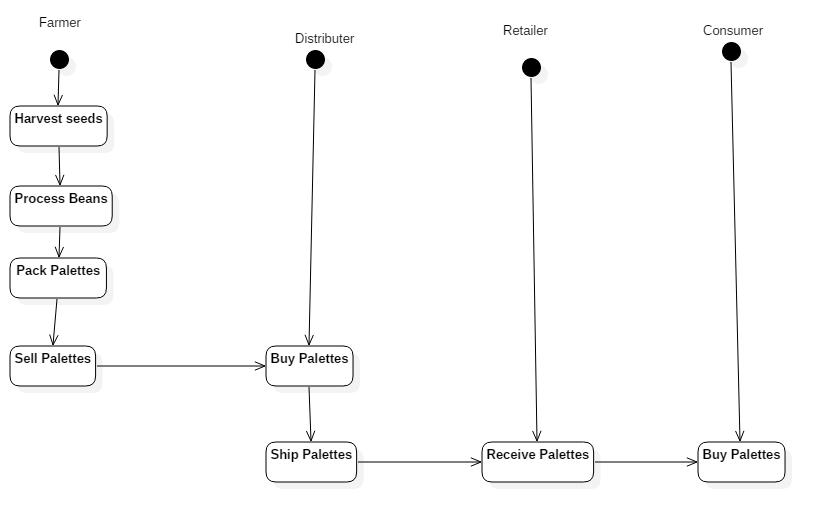 Farmer
Distributer
Retailer
Consumer
Harvest seeds
Process Beans
Pack Palettes
Sell Palettes
Buy Palettes
Ship Palettes
Receive Palettes
Buy Palettes